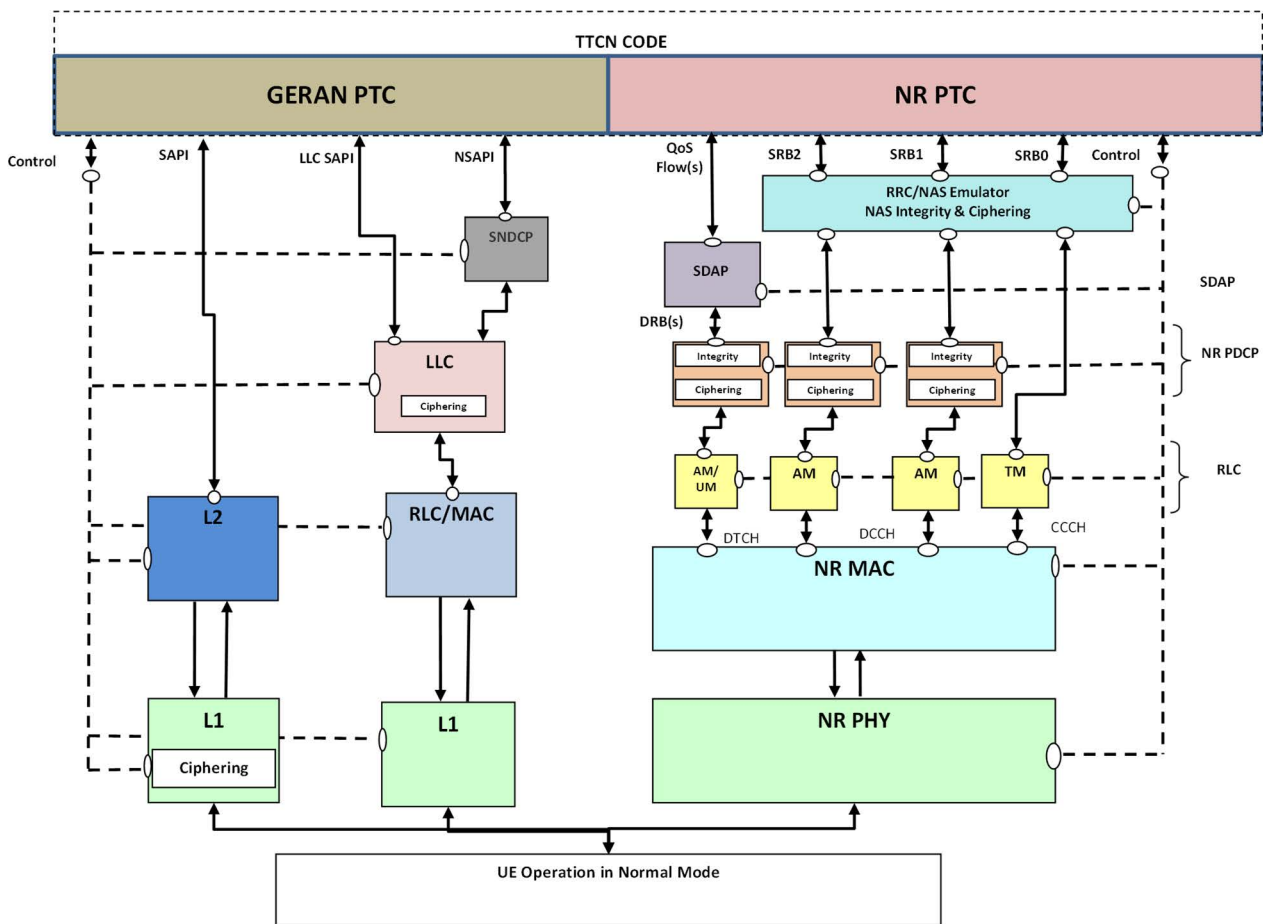 TTCN CODE
GERAN PTC
NR PTC
Control
SAPI
LLC SAPI
NSAPI
QoS
Flow(s)
SRB2
SRB1
SRB0
Control
RRC/NAS Emulator
NAS Integrity & Ciphering
SNDCP
SDAP
SDAP
DRB(s)
Integrity
Integrity
Integrity
NR PDCP
LLC
Ciphering
Ciphering
Ciphering
Ciphering
AM/
UM
AM
AM
TM
RLC
L2
RLC/MAC
DTCH
DCCH
CCCH
NR MAC
L1
L1
NR PHY
Ciphering
UE Operation in Normal Mode